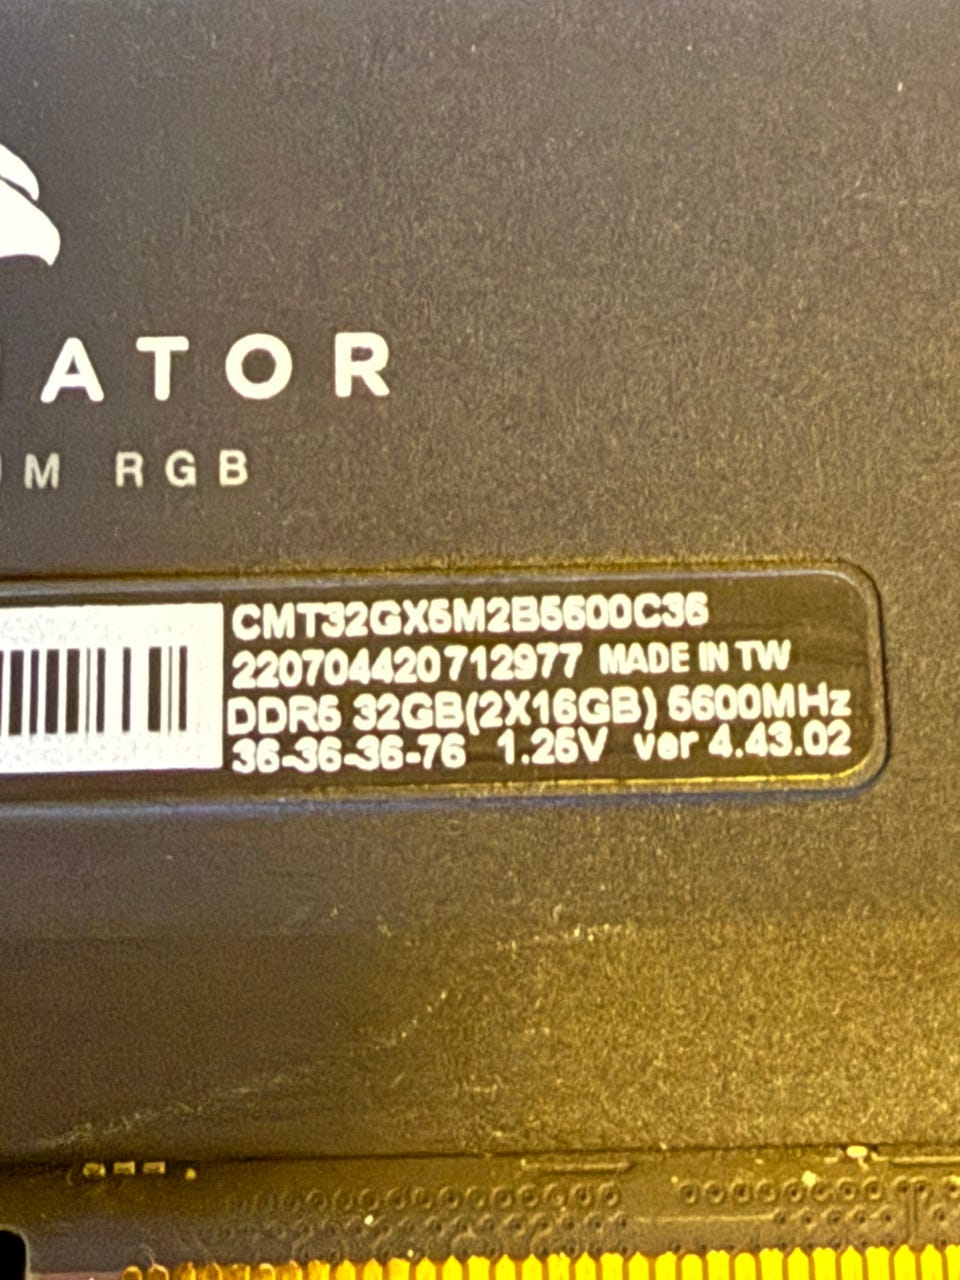 ATOR
M RGB
CMT32GX5M2B5600C36
220704420712977 MADE IN TW
DDR5 32GB(2X16GB) 5600MHz
36-36-36-76 1.25V ver 4.43.02